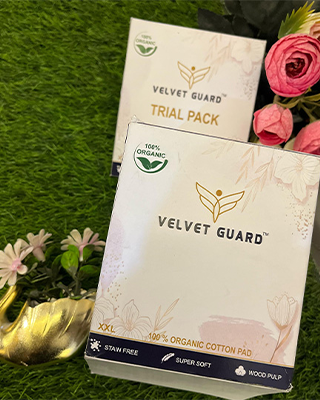 100%
ORGANIC
VELVET GUARD™
TRIAL PACK
100%
ORGANIC
VELVET GUARD™
XXL
100 % ORGANIC COTTON PAD
STAIN FREE
SUPER SOFT
WOOD PULP